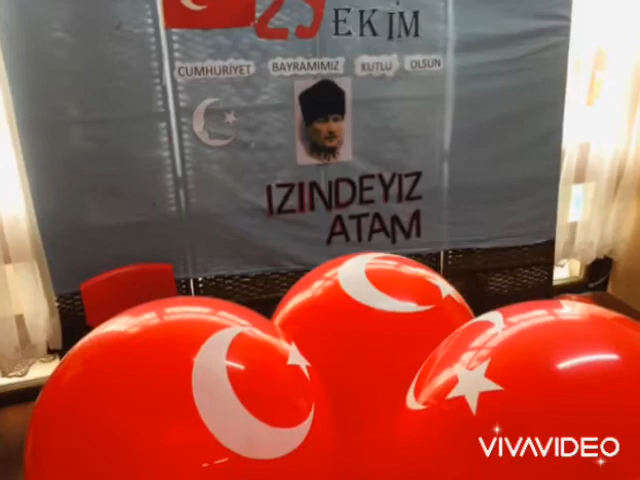 29
EKİM
CUMHURİYET BAYRAMIMIZ KUTLU OLSUN
IZINDEYIZ
ATAM
VIVAVIDEO